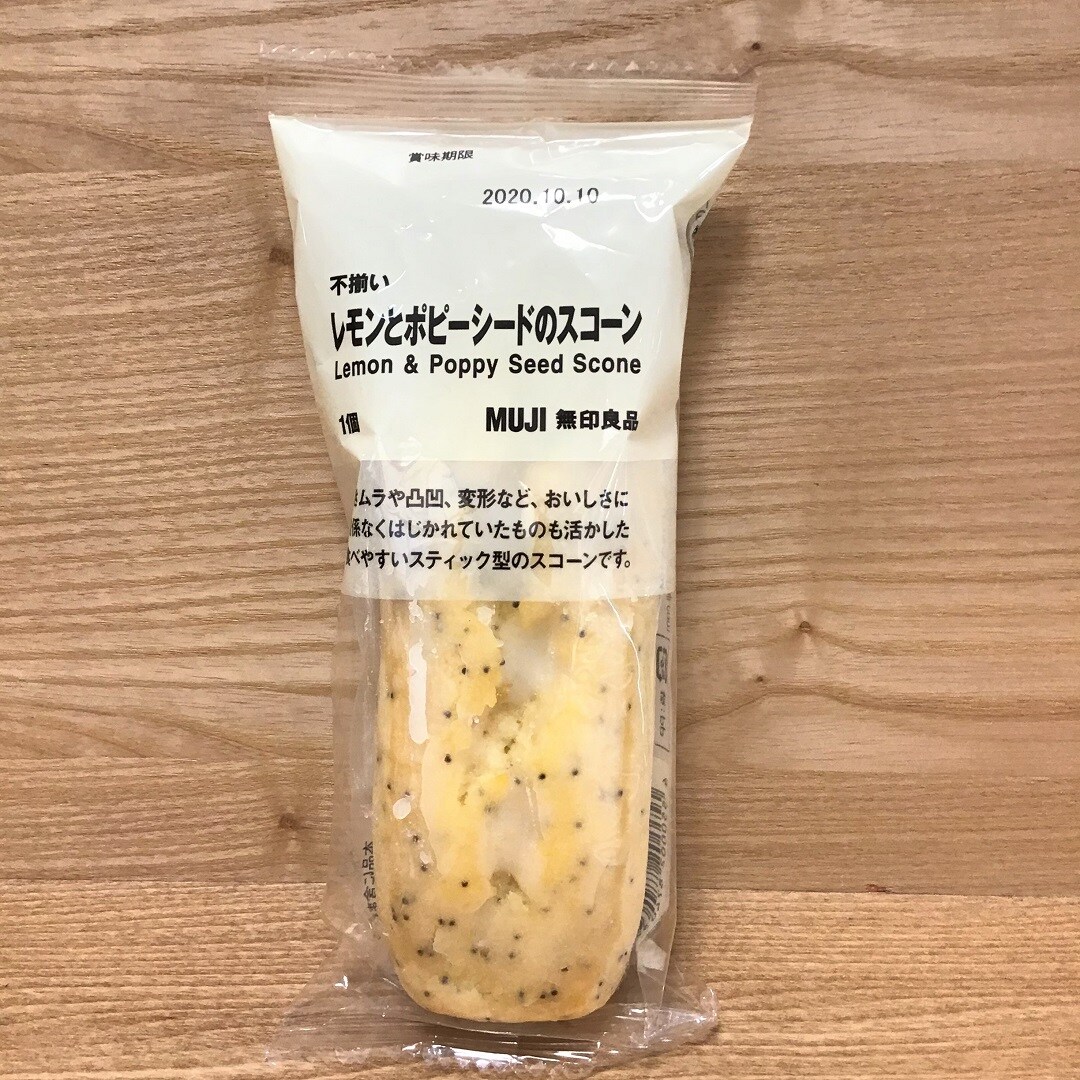 賞味期限
2020.10.10
不揃い
レモンとポピーシードのスコーン
Lemon & Poppy Seed Scone
1個 MUJI 無印良品
ムラや凸凹、変形など、おいしさに
係なくはじかれていたものも活かした
べやすいスティック型のスコーンです。